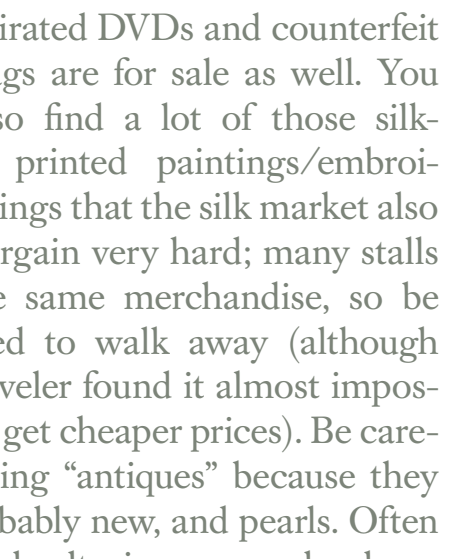 irated DVDs and counterfeit
gs are for sale as well. You
so find a lot of those silk-
printed paintings/embroi-
ings that the silk market also
rgain very hard; many stalls
e same merchandise, so be
ed to walk away (although
veler found it almost impos-
get cheaper prices). Be care-
ing “antiques” because they
bably new, and pearls. Often